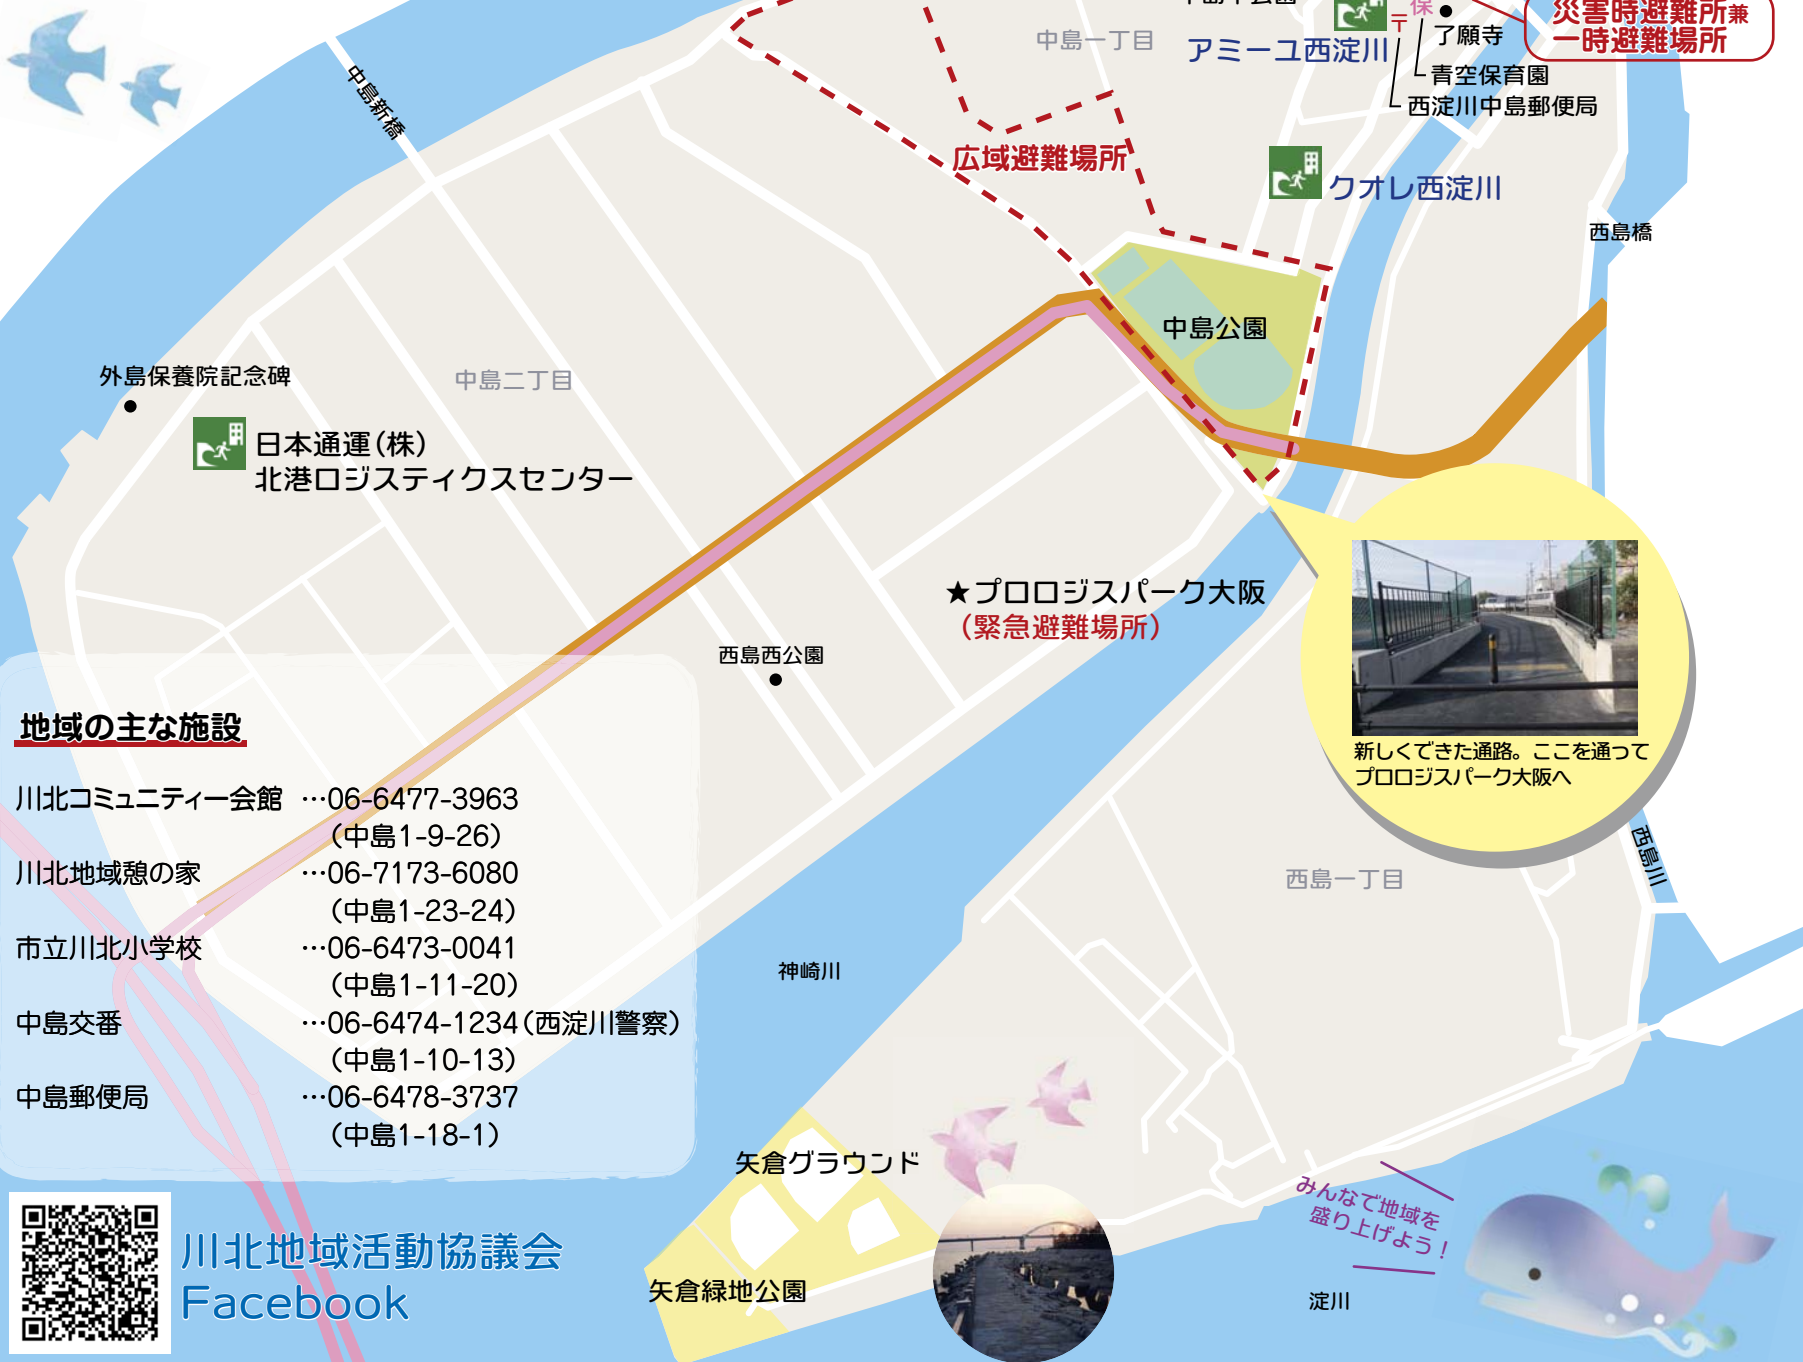 災害時避難所兼
一時避難場所
保
〒
了願寺
青空保育園
西淀川中島郵便局
アミーユ西淀川
中島一丁目
中島新橋
広域避難場所
クオレ西淀川
西島橋
中島公園
外島保養院記念碑
中島二丁目
日本通運(株)
北港ロジスティクスセンター
★プロロジスパーク大阪
(緊急避難場所)
西島西公園
新しくできた通路。ここを通って
プロロジスパーク大阪へ
地域の主な施設
川北コミュニティー会館 …06-6477-3963
(中島1-9-26)
川北地域憩の家 …06-7173-6080
(中島1-23-24)
市立川北小学校 …06-6473-0041
(中島1-11-20)
中島交番 …06-6474-1234(西淀川警察)
(中島1-10-13)
中島郵便局 …06-6478-3737
(中島1-18-1)
西島川
西島一丁目
神崎川
矢倉グラウンド
矢倉緑地公園
みんなで地域を
盛り上げよう!
淀川
川北地域活動協議会
Facebook